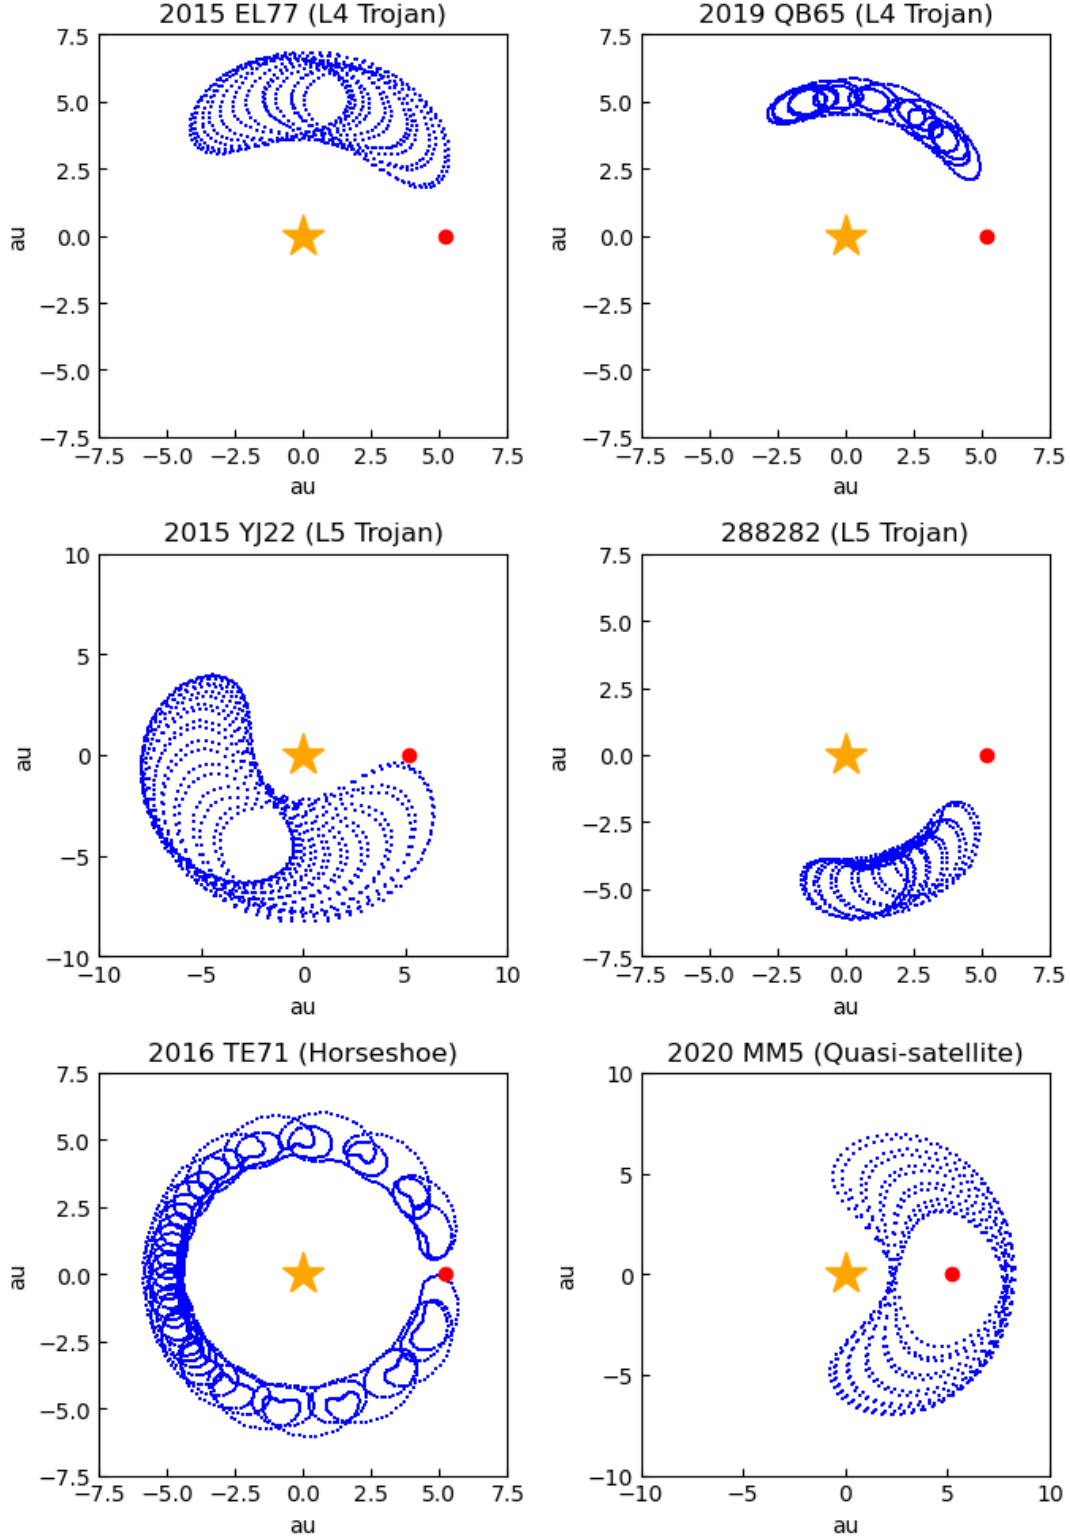 2015 EL77 (L4 Trojan)
7.5
5.0
2.5
0.0
−2.5
−5.0
−7.5
au
−7.5 −5.0 −2.5 0.0 2.5 5.0 7.5
au
2019 QB65 (L4 Trojan)
7.5
5.0
2.5
0.0
−2.5
−5.0
−7.5
au
−7.5 −5.0 −2.5 0.0 2.5 5.0 7.5
au
2015 YJ22 (L5 Trojan)
10
5
0
−5
−10
au
−10 −5 0 5 10
au
288282 (L5 Trojan)
7.5
5.0
2.5
0.0
−2.5
−5.0
−7.5
au
−7.5 −5.0 −2.5 0.0 2.5 5.0 7.5
au
2016 TE71 (Horseshoe)
7.5
5.0
2.5
0.0
−2.5
−5.0
−7.5
au
−7.5 −5.0 −2.5 0.0 2.5 5.0 7.5
au
2020 MM5 (Quasi-satellite)
10
5
0
−5
−10
au
−10 −5 0 5 10
au